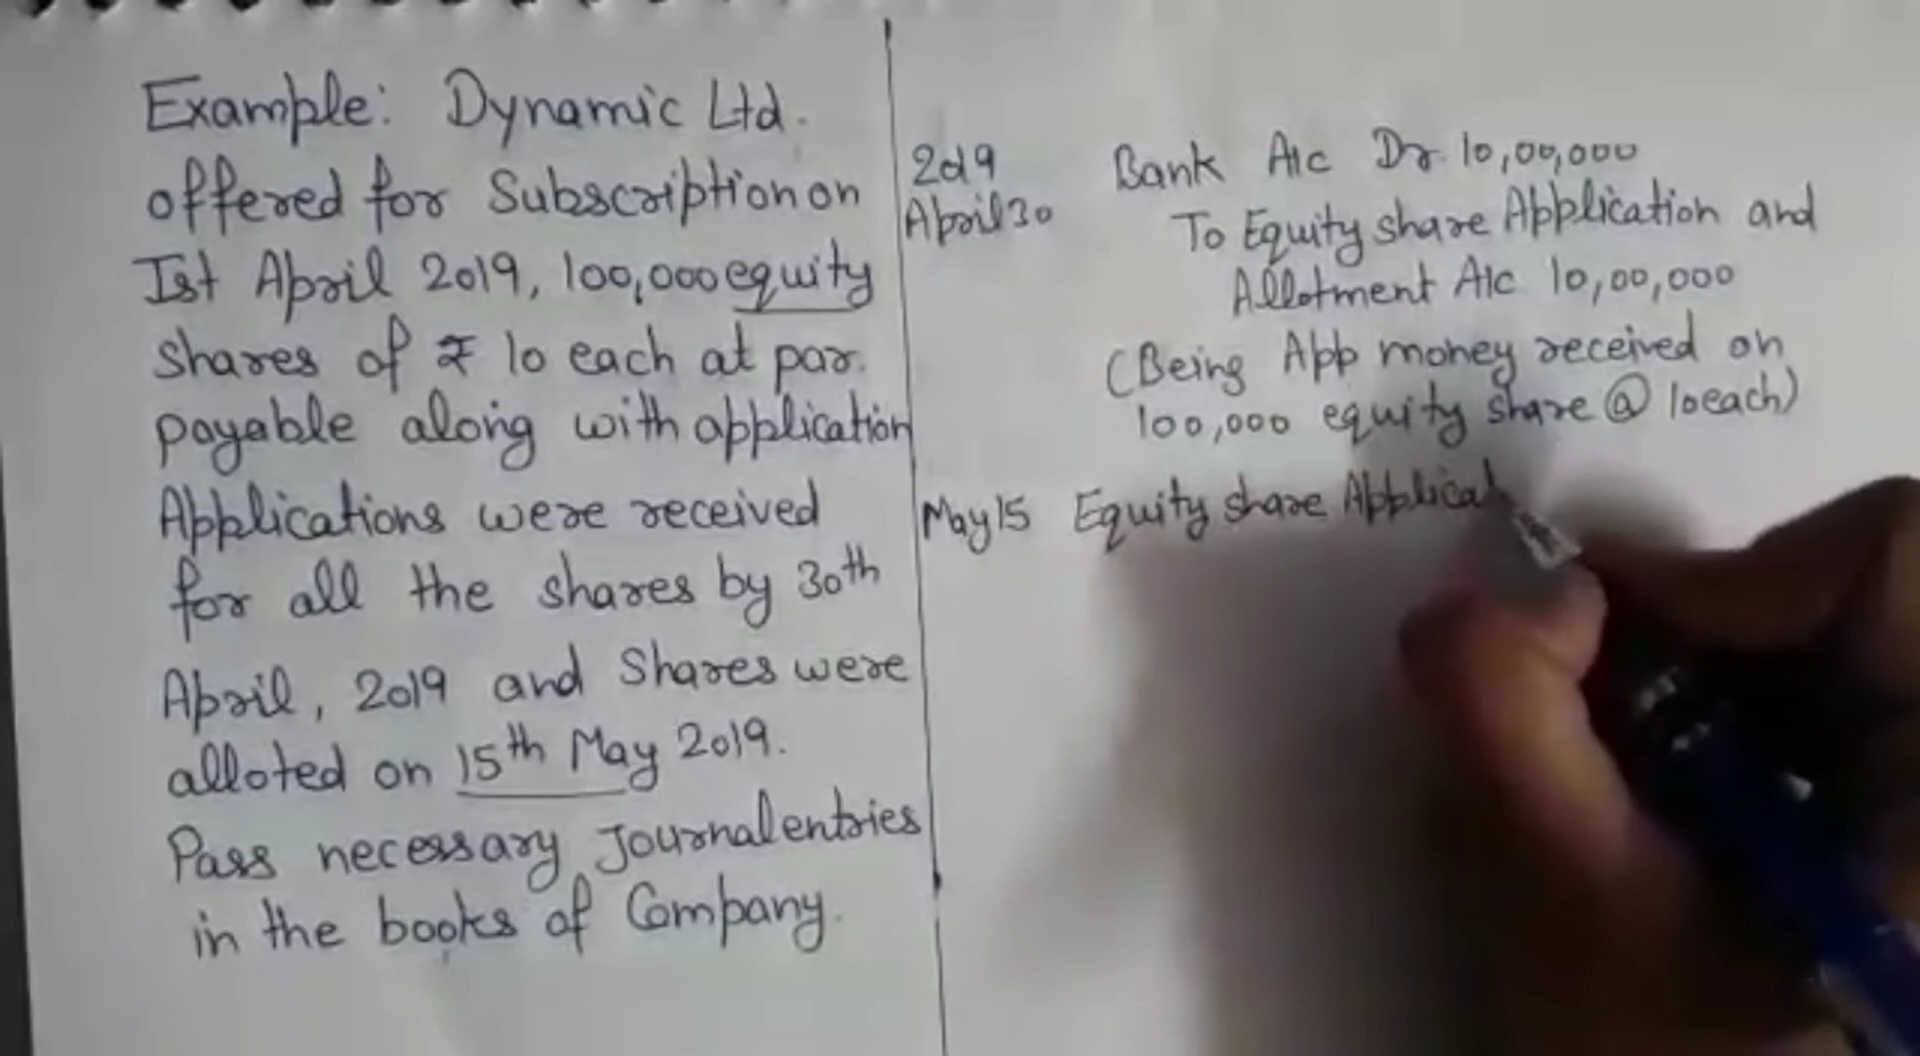 Example: Dynamic Ltd.
offered for Subscription on
Ist April 2019, 100,000 equity
shares of ₹ 10 each at par.
payable along with application
Applications were received
for all the shares by 30th
April, 2019 and Shares were
alloted on 15th May 2019.
Pass necessary Journal entries
in the books of Company.
2019
April 30
Bank A/c Dr. 10,00,000
To Equity share Application and
Allotment A/c 10,00,000
(Being App money received on
100,000 equity share @ 10 each)
May 15 Equity share Applicat